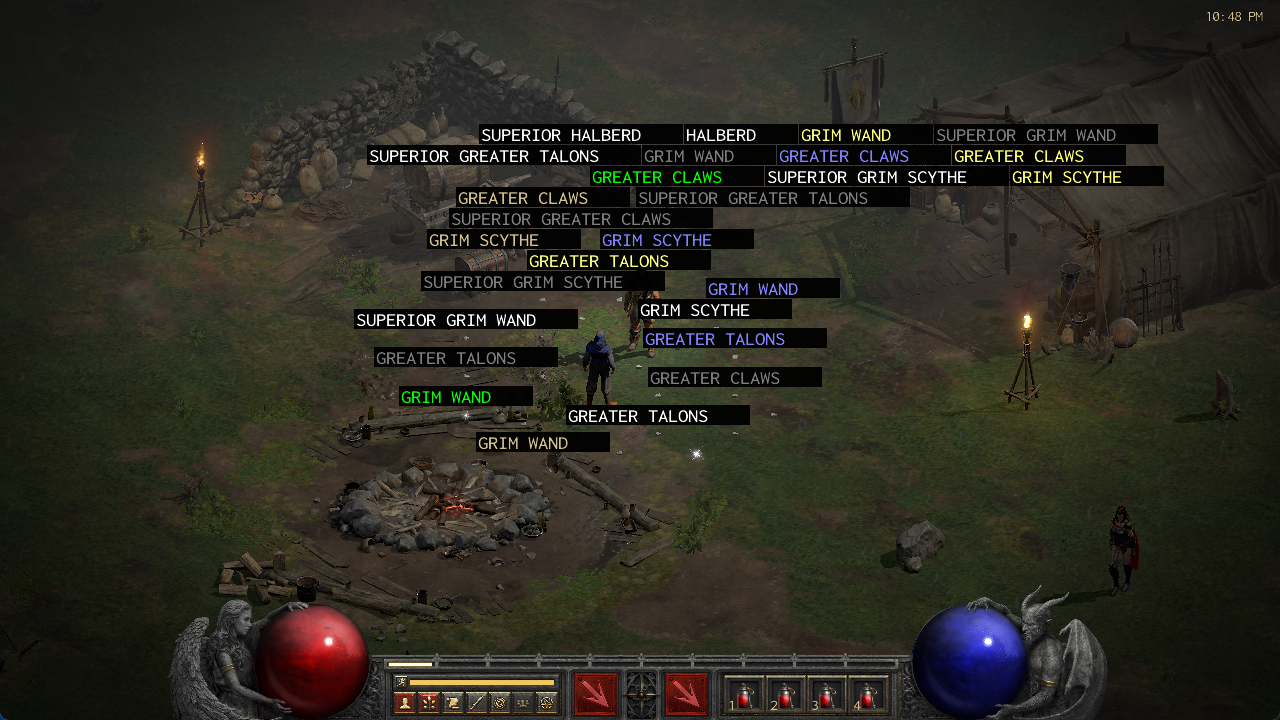 10:48 PM
SUPERIOR HALBERD HALBERD GRIM WAND SUPERIOR GRIM WAND
SUPERIOR GREATER TALONS GRIM WAND GREATER CLAWS GREATER CLAWS
GREATER CLAWS SUPERIOR GRIM SCYTHE GRIM SCYTHE
GREATER CLAWS SUPERIOR GREATER TALONS
SUPERIOR GREATER CLAWS
GRIM SCYTHE GRIM SCYTHE
GREATER TALONS
SUPERIOR GRIM SCYTHE
GRIM WAND
GRIM SCYTHE
SUPERIOR GRIM WAND
GREATER TALONS
GREATER TALONS
GREATER CLAWS
GRIM WAND
GREATER TALONS
GRIM WAND
1 2 3 4